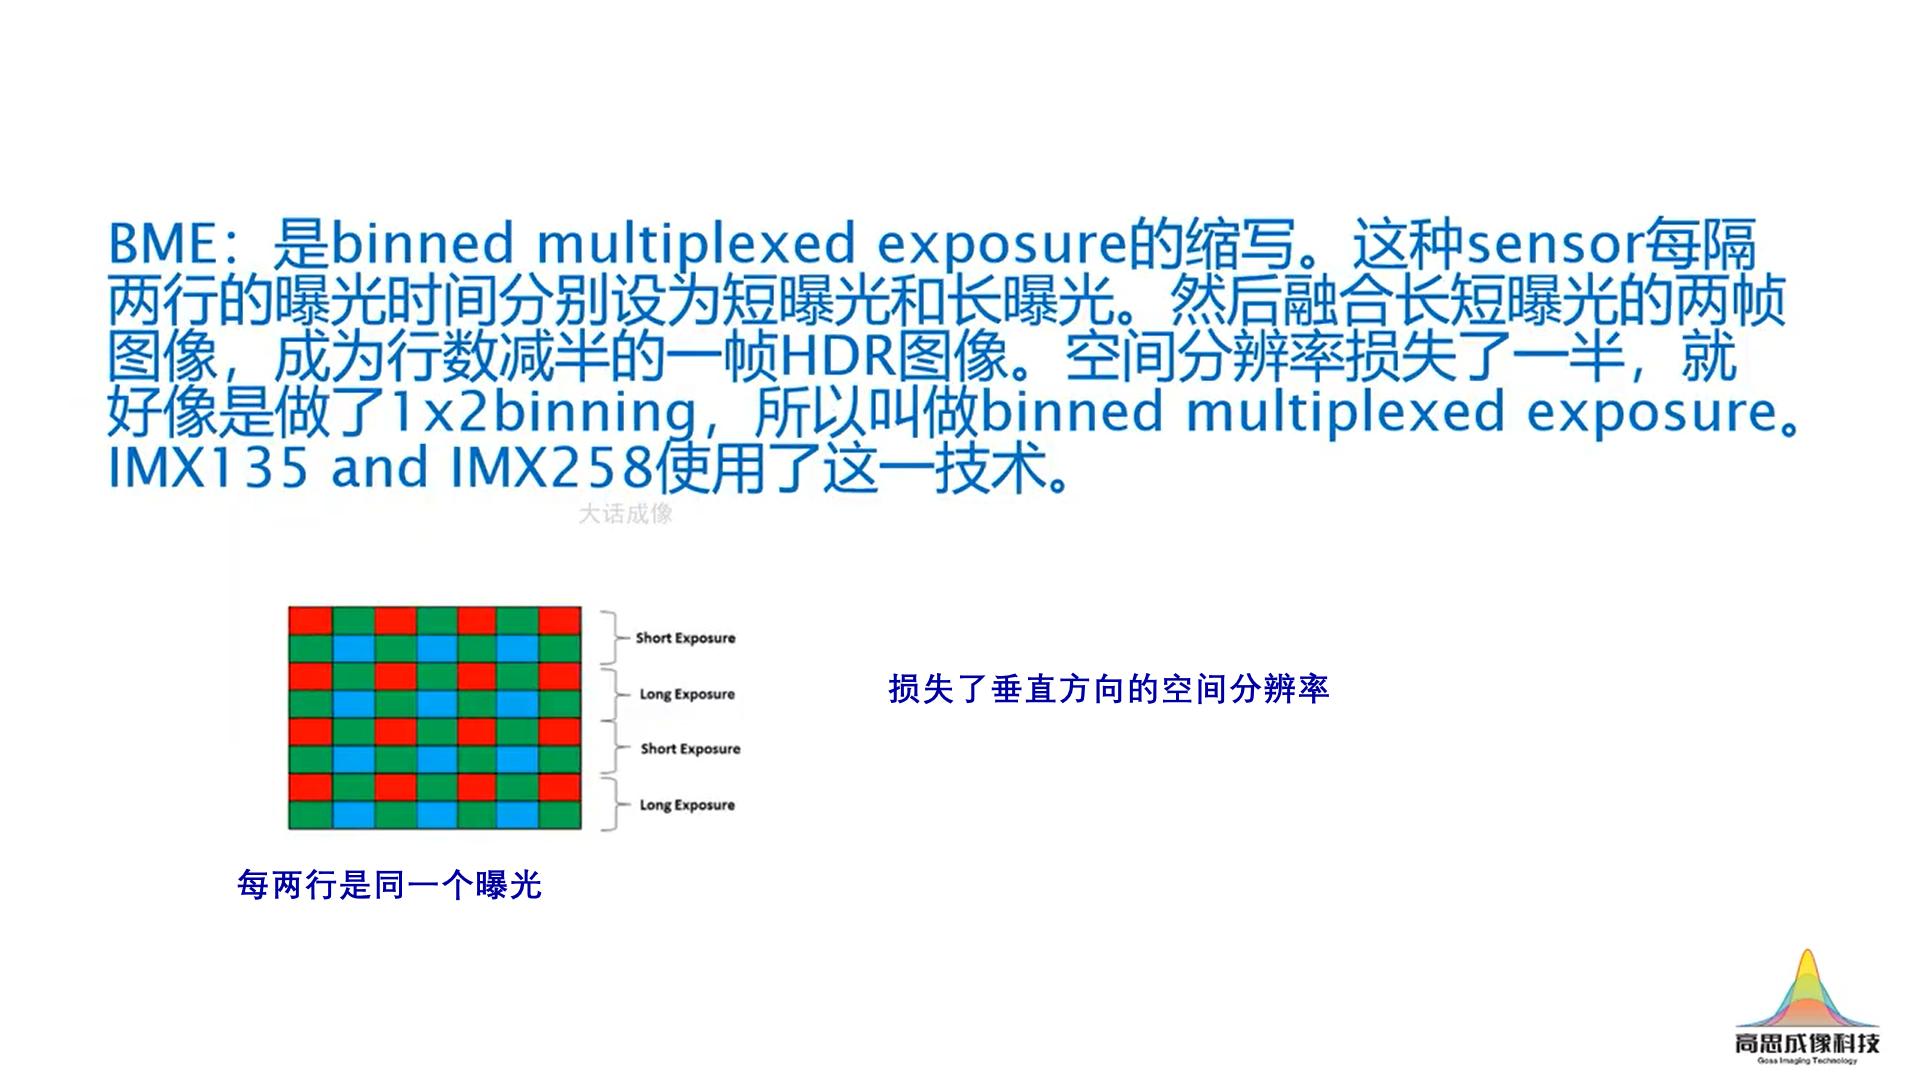 BME：是binned multiplexed exposure的缩写。这种sensor每隔
两行的曝光时间分别设为短曝光和长曝光。然后融合长短曝光的两帧
图像，成为行数减半的一帧HDR图像。空间分辨率损失了一半，就
好像是做了1x2binning，所以叫做binned multiplexed exposure。
IMX135 and IMX258使用了这一技术。
大话成像
Short Exposure
Long Exposure
Short Exposure
Long Exposure
损失了垂直方向的空间分辨率
每两行是同一个曝光
高思成像科技
Goss Imaging Technology